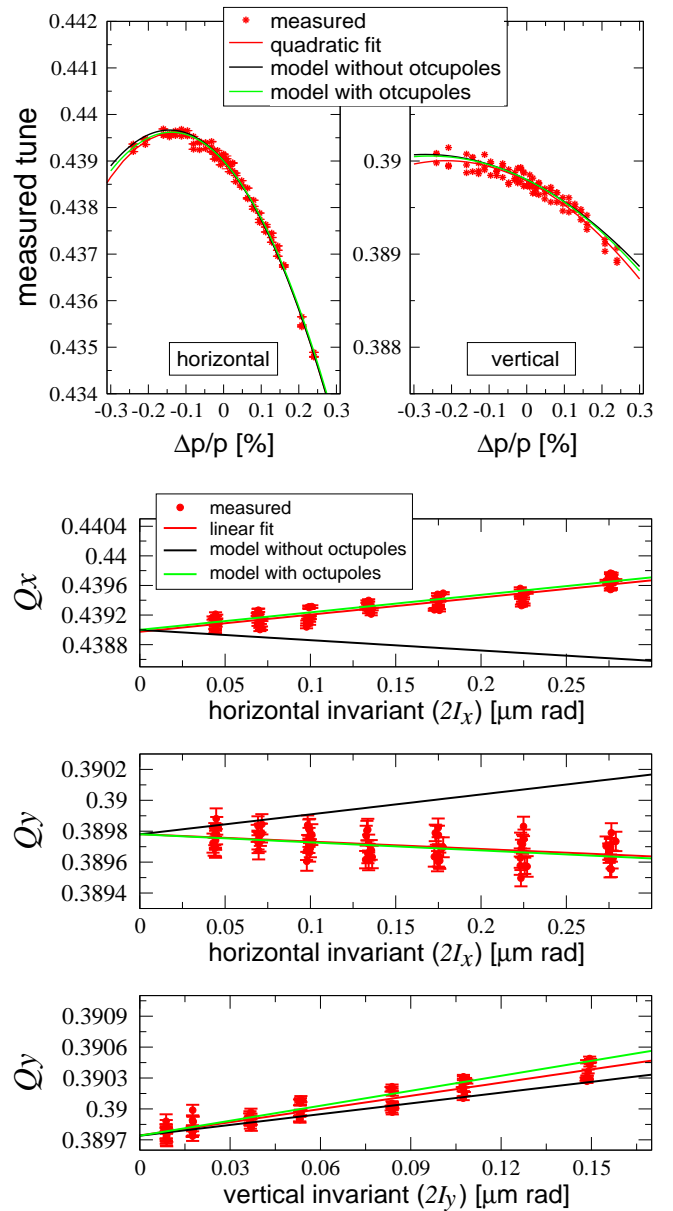 measured
quadratic fit
model without otcupoles
model with otcupoles
0.442
0.441
0.44
0.439
0.438
0.437
0.436
0.435
0.434
measured tune
horizontal
-0.3 -0.2 -0.1 0 0.1 0.2 0.3
Δp/p [%]
0.39
0.389
0.388
vertical
-0.3 -0.2 -0.1 0 0.1 0.2 0.3
Δp/p [%]
measured
linear fit
model without octupoles
model with octupoles
0.4404
0.44
0.4396
0.4392
0.4388
Qx
0 0.05 0.1 0.15 0.2 0.25
horizontal invariant (2Ix) [μm rad]
0.3902
0.39
0.3898
0.3896
0.3894
Qy
0 0.05 0.1 0.15 0.2 0.25
horizontal invariant (2Ix) [μm rad]
0.3909
0.3906
0.3903
0.39
0.3897
Qy
0 0.03 0.06 0.09 0.12 0.15
vertical invariant (2Iy) [μm rad]